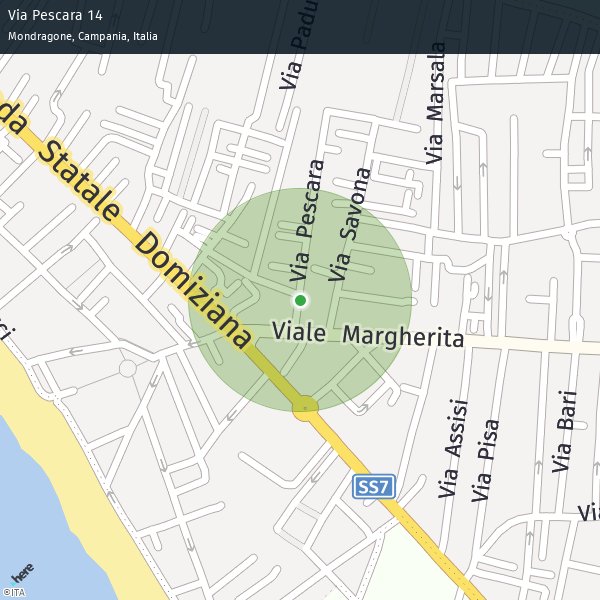 Via Pescara 14
Mondragone, Campania, Italia
Via Padu
Via Marsala
da Statale Domiziana
Via Pescara
Via Savona
Viale Margherita
ci
Via Assisi
Via Pisa
Via Bari
SS7
Via
here
©ITA